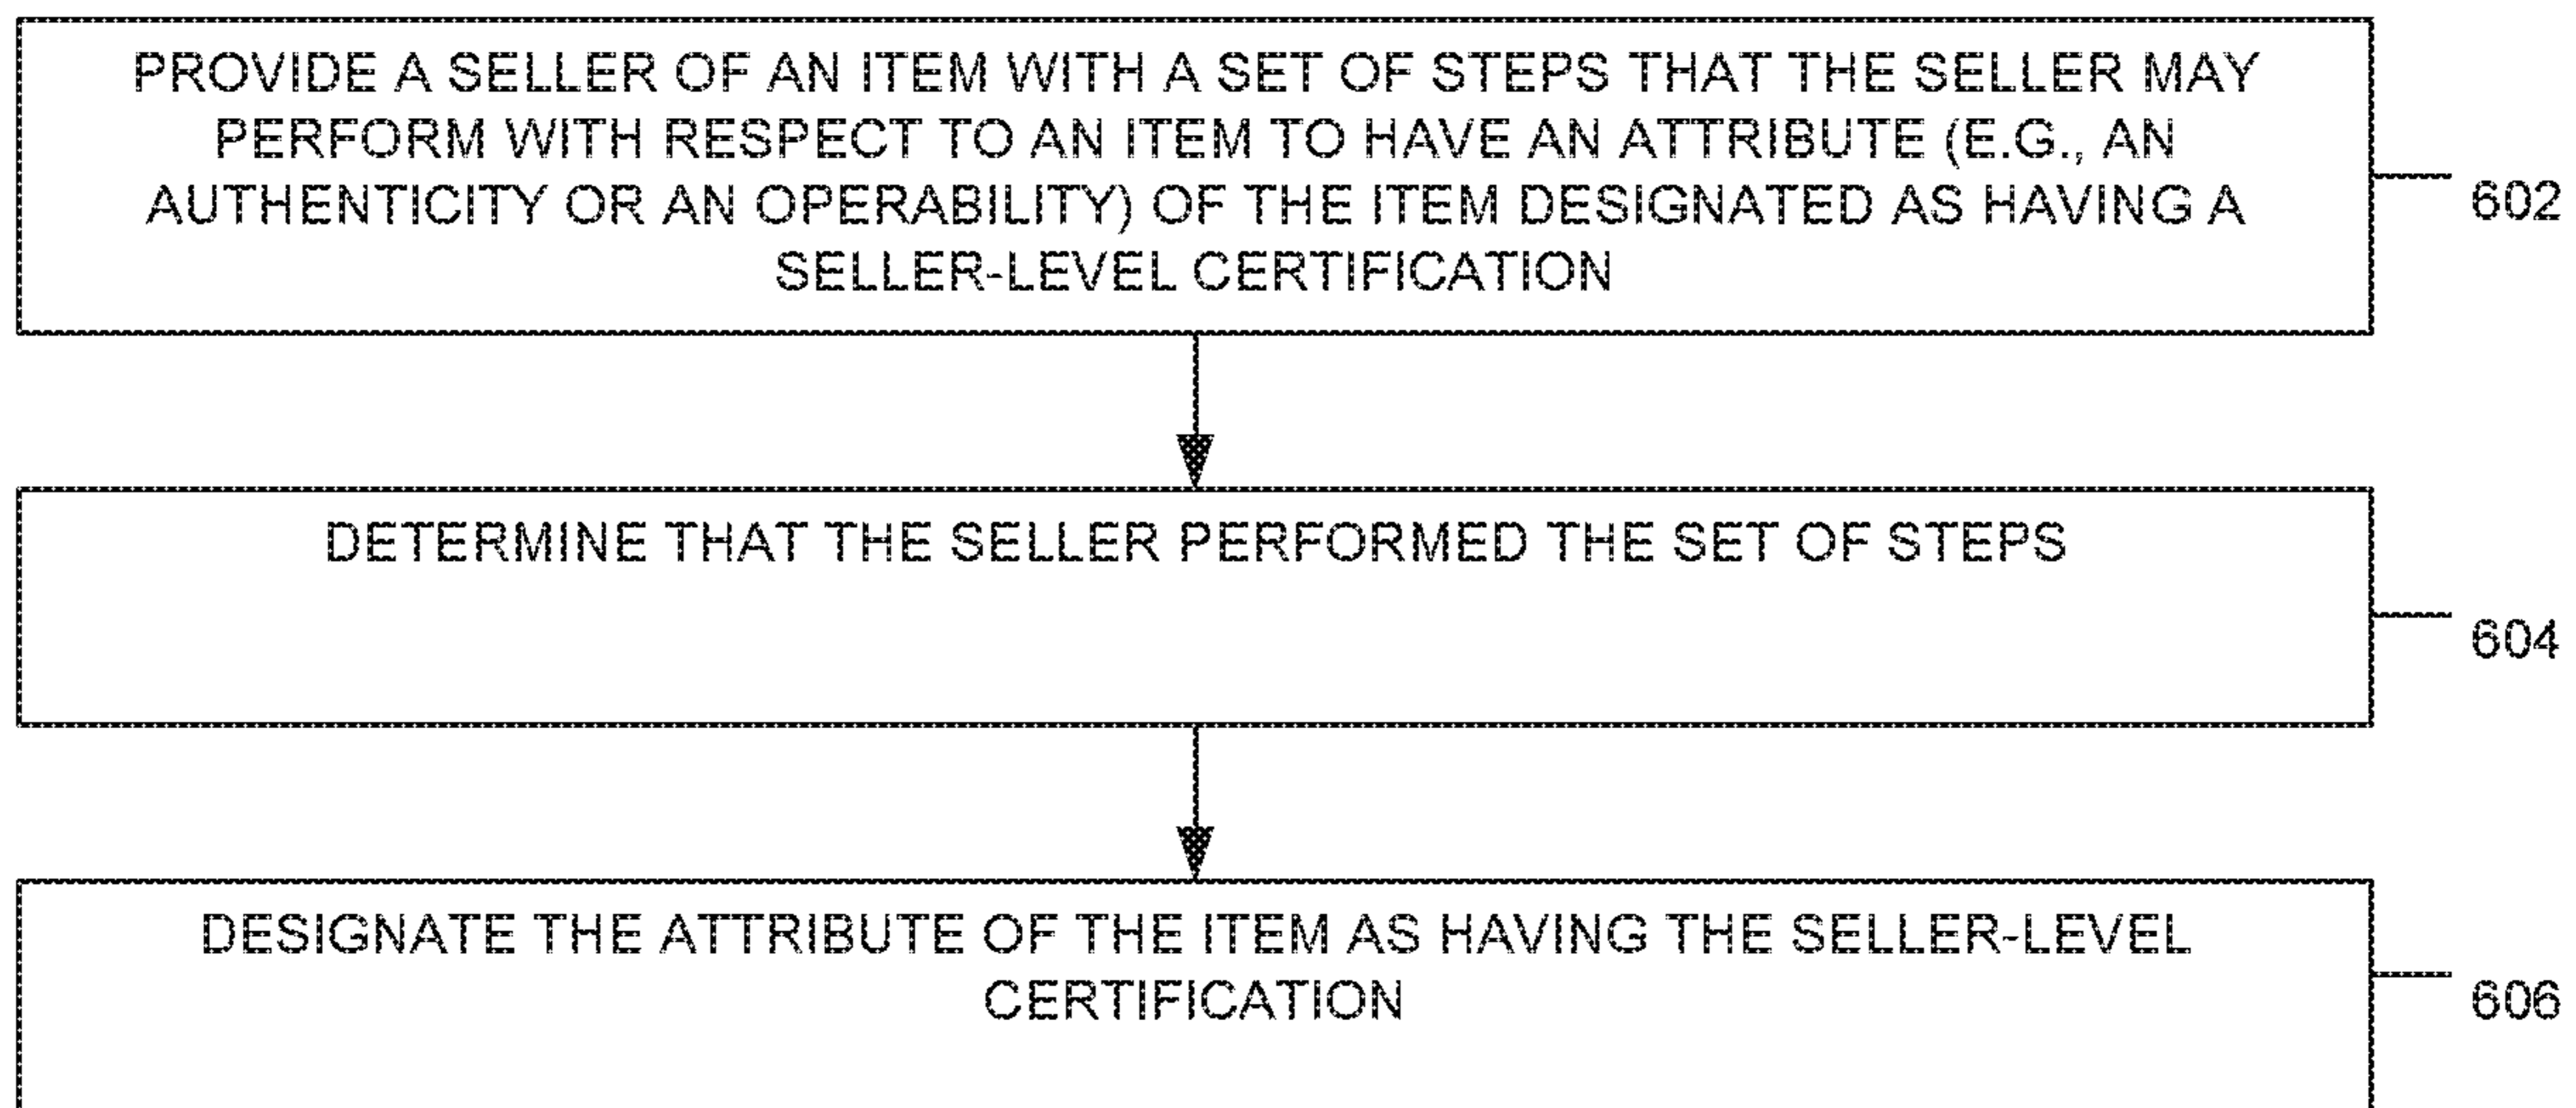 PROVIDE A SELLER OF AN ITEM WITH A SET OF STEPS THAT THE SELLER MAY
PERFORM WITH RESPECT TO AN ITEM TO HAVE AN ATTRIBUTE (E.G., AN
AUTHENTICITY OR AN OPERABILITY) OF THE ITEM DESIGNATED AS HAVING A
SELLER-LEVEL CERTIFICATION
602
DETERMINE THAT THE SELLER PERFORMED THE SET OF STEPS
604
DESIGNATE THE ATTRIBUTE OF THE ITEM AS HAVING THE SELLER-LEVEL
CERTIFICATION
606